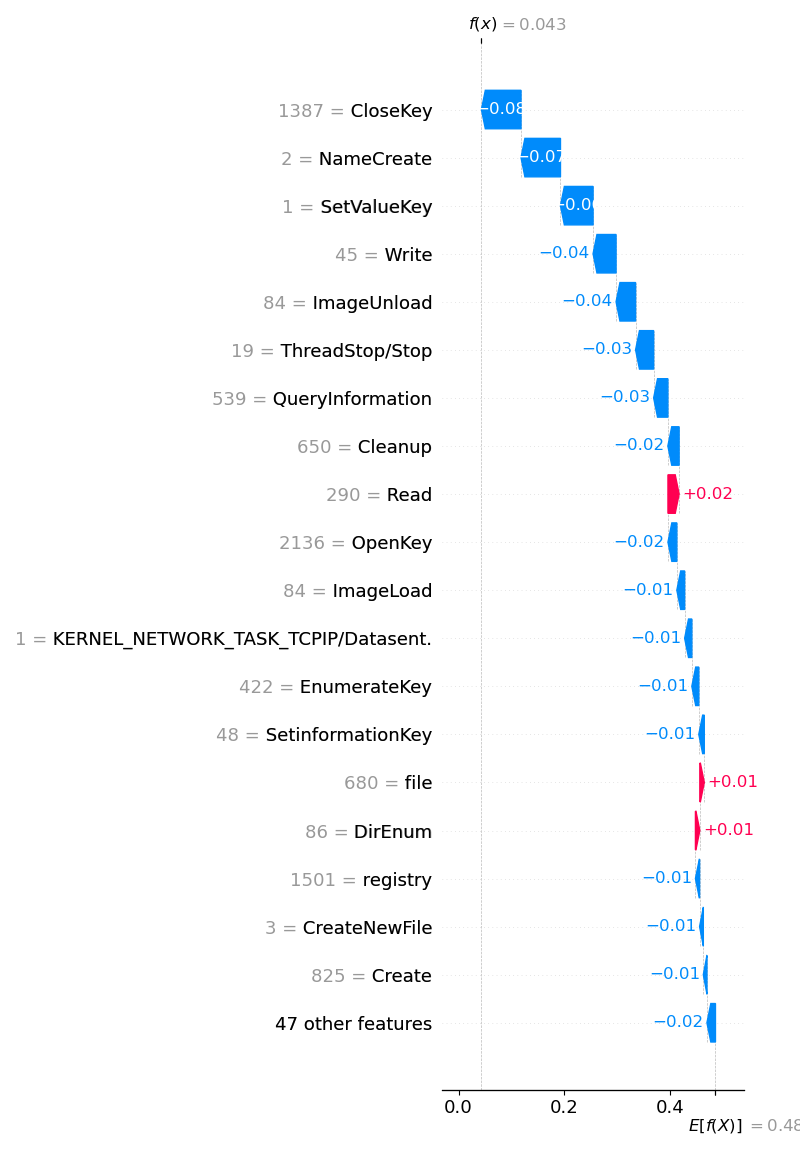 f(x) = 0.043
1387 = CloseKey −0.08
2 = NameCreate −0.07
1 = SetValueKey −0.06
45 = Write −0.04
84 = ImageUnload −0.04
19 = ThreadStop/Stop −0.03
539 = QueryInformation −0.03
650 = Cleanup −0.02
290 = Read +0.02
2136 = OpenKey −0.02
84 = ImageLoad −0.01
1 = KERNEL_NETWORK_TASK_TCPIP/Datasent. −0.01
422 = EnumerateKey −0.01
48 = SetinformationKey −0.01
680 = file +0.01
86 = DirEnum +0.01
1501 = registry −0.01
3 = CreateNewFile −0.01
825 = Create −0.01
47 other features −0.02
0.0 0.2 0.4
E[f(X)] = 0.48